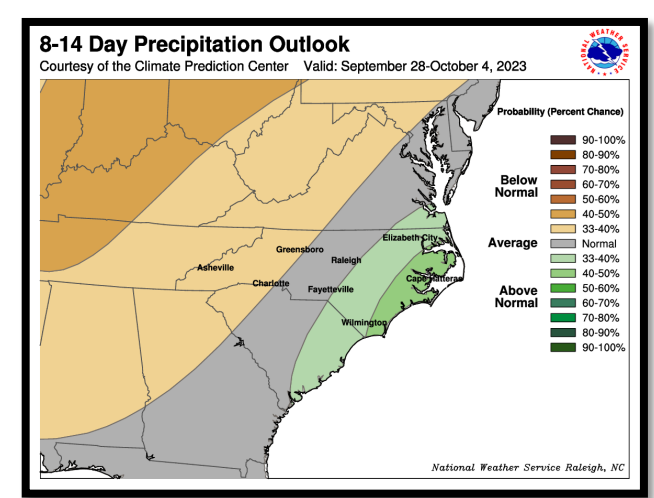 8-14 Day Precipitation Outlook
Courtesy of the Climate Prediction Center Valid: September 28-October 4, 2023
NATIONAL WEATHER SERVICE
Probability (Percent Chance)
90-100%
80-90%
70-80%
60-70%
50-60%
40-50%
33-40%
Normal
33-40%
40-50%
50-60%
60-70%
70-80%
80-90%
90-100%
Below
Normal
Average
Above
Normal
Elizabeth City
Greensboro
Raleigh
Asheville
Cape Hatteras
Charlotte
Fayetteville
Wilmington
National Weather Service Raleigh, NC